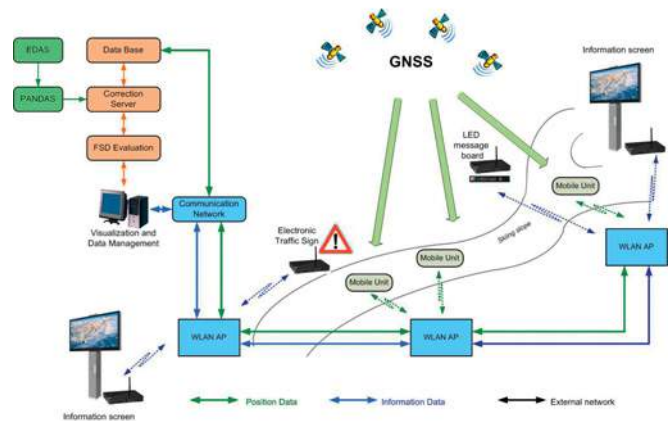 EDAS
Data Base
GNSS
Information screen
PANDAS
Correction
Server
LED
message
board
FSD Evaluation
Mobile Unit
Communication
Network
Visualization and
Data Management
Electronic
Traffic Sign
Skiing slope
WLAN AP
Mobile Unit
Mobile Unit
WLAN AP
WLAN AP
Information screen
Position Data
Information Data
External network